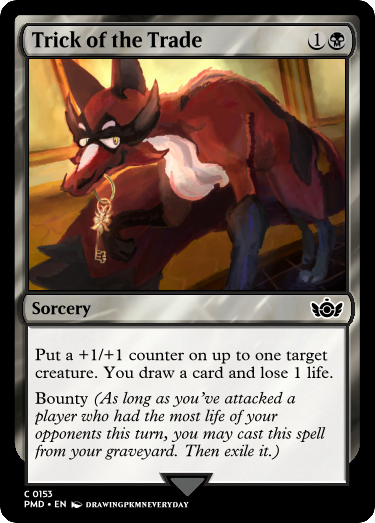 Trick of the Trade 1
Sorcery
Put a +1/+1 counter on up to one target
creature. You draw a card and lose 1 life.
Bounty (As long as you've attacked a
player who had the most life of your
opponents this turn, you may cast this spell
from your graveyard. Then exile it.)
C 0153
PMD • EN DRAWINGPKMNEVERYDAY